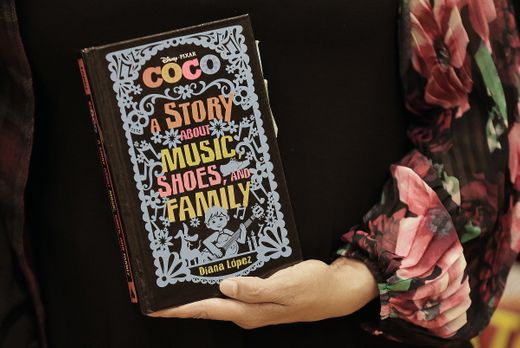 Disney • PIXAR
COCO
A STORY
ABOUT
MUSIC,
SHOES, AND
FAMILY
Diana López